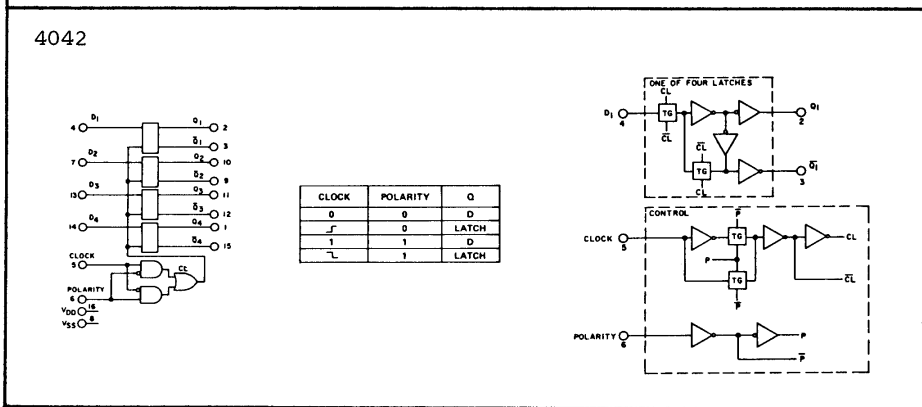 4042
D1
4
Q1
2
Q̅1
3
D2
7
Q2
10
Q̅2
9
D3
13
Q3
11
Q̅3
12
D4
14
Q4
1
Q̅4
15
CLOCK
5
CL
POLARITY
6
VDD 16
VSS 8
CLOCK POLARITY Q
0 0 D
0 LATCH
1 1 D
1 LATCH
ONE OF FOUR LATCHES
CL
D1
4
TG
C̅L̅
Q1
2
C̅L̅
TG
CL
Q̅1
3
CONTROL
P̅
CLOCK
5
TG
CL
P
C̅L̅
TG
P̅
POLARITY
6
P
P̅